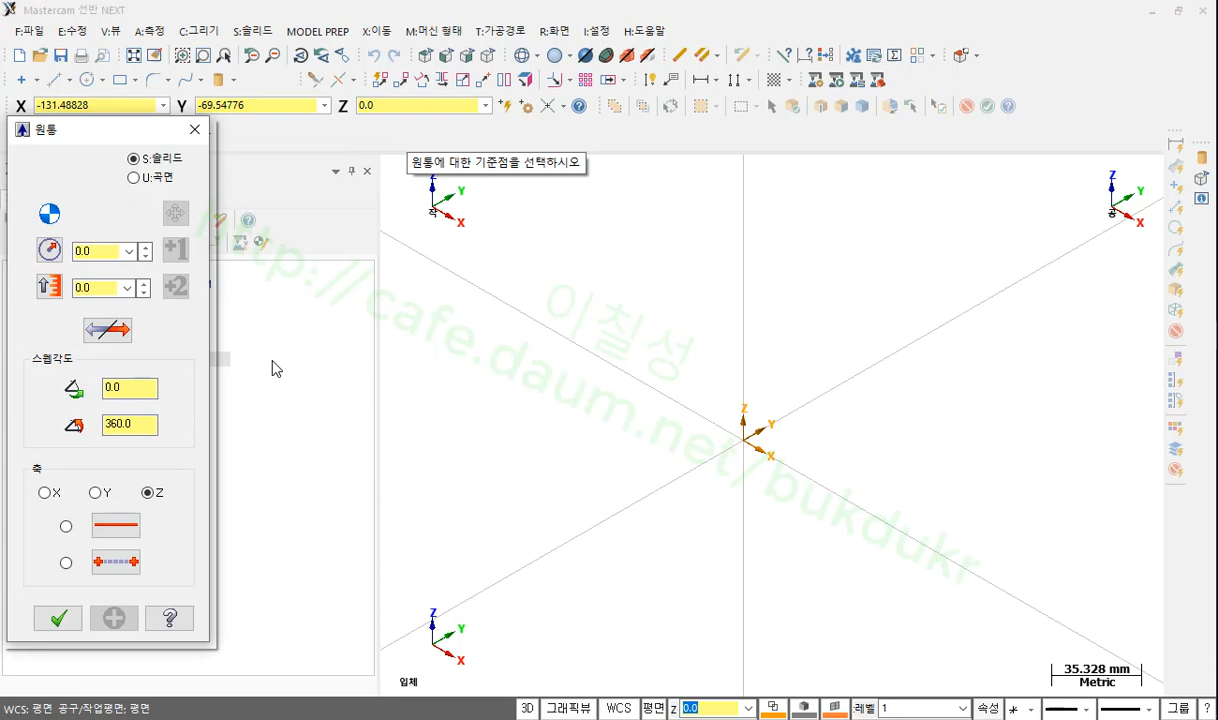 Mastercam 선반 NEXT
F:파일 E:수정 V:뷰 A:측정 C:그리기 S:솔리드 MODEL PREP X:이동 M:머신 형태 T:가공경로 R:화면 I:설정 H:도움말
X -131.48828 Y -69.54776 Z 0.0
원통
S:솔리드
U:곡면
0.0 +1
0.0 +2
스윕각도
0.0
360.0
축
X Y Z
원통에 대한 기준점을 선택하시오
Z Y X 작
Z Y X 공
Z Y X
Z Y X
입체
http://cafe.daum.net/bukdukr
이칠성
35.328 mm
Metric
WCS: 평면 공구/작업평면: 평면
3D 그래픽뷰 WCS 평면 Z 0.0 레벨 1 속성 그룹 ?